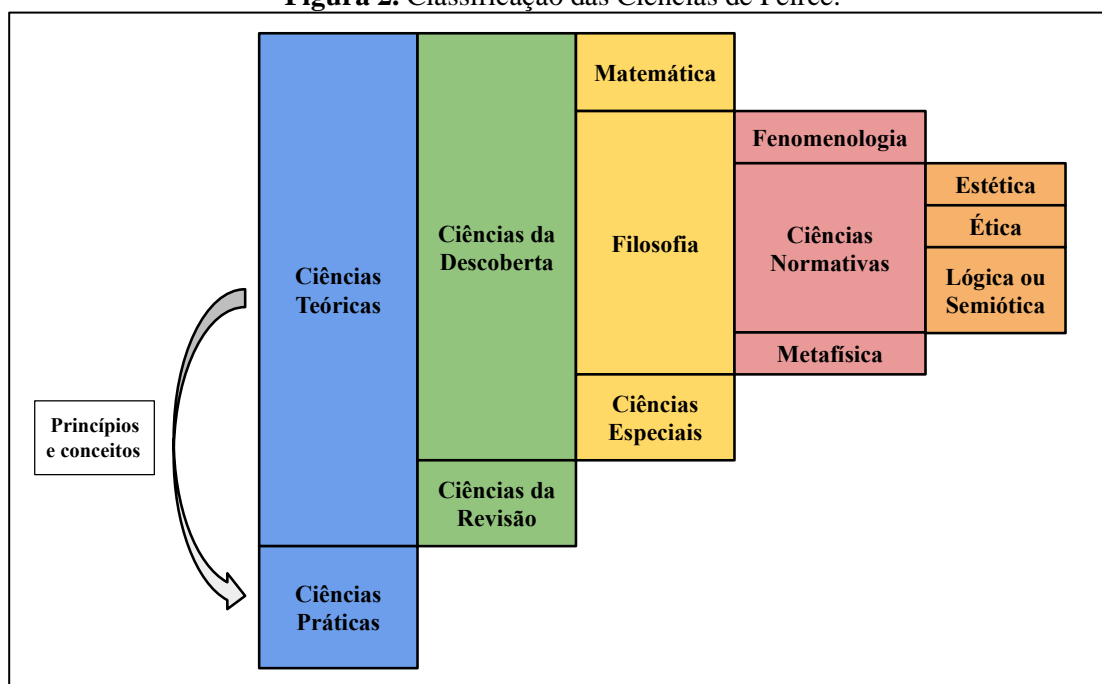 Figura 2. Classificação das Ciências de Peirce.
Matemática
Fenomenologia
Estética
Ética
Ciências da
Descoberta
Filosofia
Ciências
Normativas
Ciências
Teóricas
Lógica ou
Semiótica
Metafísica
Princípios
e conceitos
Ciências
Especiais
Ciências da
Revisão
Ciências
Práticas